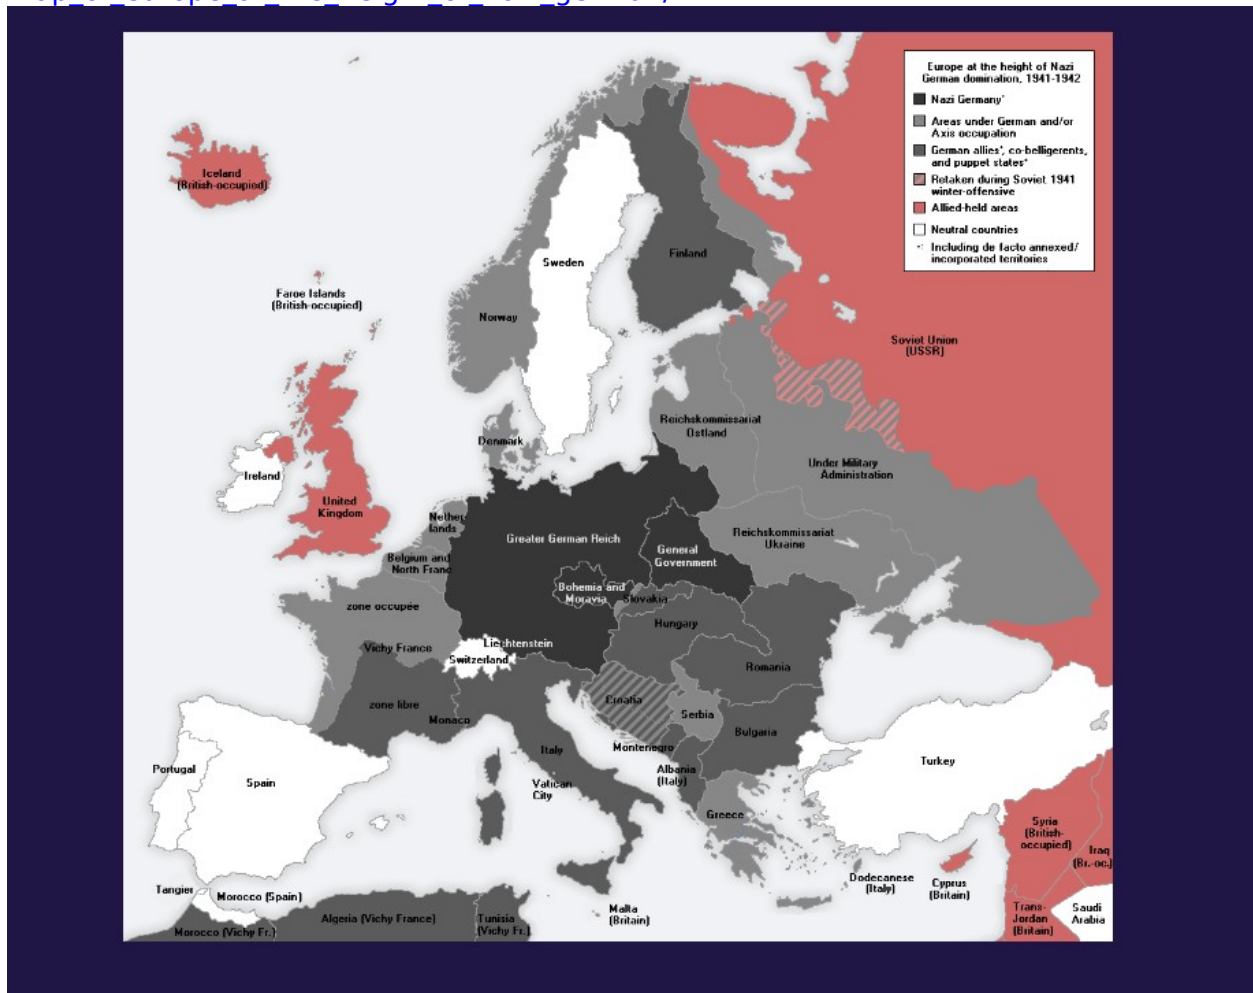 Europe at the height of Nazi
German domination, 1941-1942
Nazi Germany*
Areas under German and/or
Axis occupation
German allies*, co-belligerents,
and puppet states*
Retaken during Soviet 1941
winter-offensive
Allied-held areas
Neutral countries
*: Including de facto annexed/
incorporated territories
Iceland
(British-occupied)
Faroe Islands
(British-occupied)
Sweden
Finland
Norway
Soviet Union
(USSR)
Reichskommissariat
Ostland
Denmark
Under Military
Administration
Ireland
United
Kingdom
Nether
lands
Greater German Reich
Reichskommissariat
Ukraine
General
Government
Belgium and
North Franc
Bohemia and
Moravia
Slovakia
zone occupée
Hungary
Vichy France
Liechtenstein
Switzerland
Romania
zone libre
Monaco
Croatia
Serbia
Bulgaria
Italy
Montenegro
Portugal
Spain
Vatican
City
Albania
(Italy)
Turkey
Greece
Syria
(British-
occupied)
Iraq
(Br.-oc.)
Dodecanese
(Italy)
Cyprus
(Britain)
Tangier
Morocco (Spain)
Malta
(Britain)
Trans-
Jordan
(Britain)
Saudi
Arabia
Algeria (Vichy France)
Tunisia
(Vichy Fr.)
Morocco (Vichy Fr.)